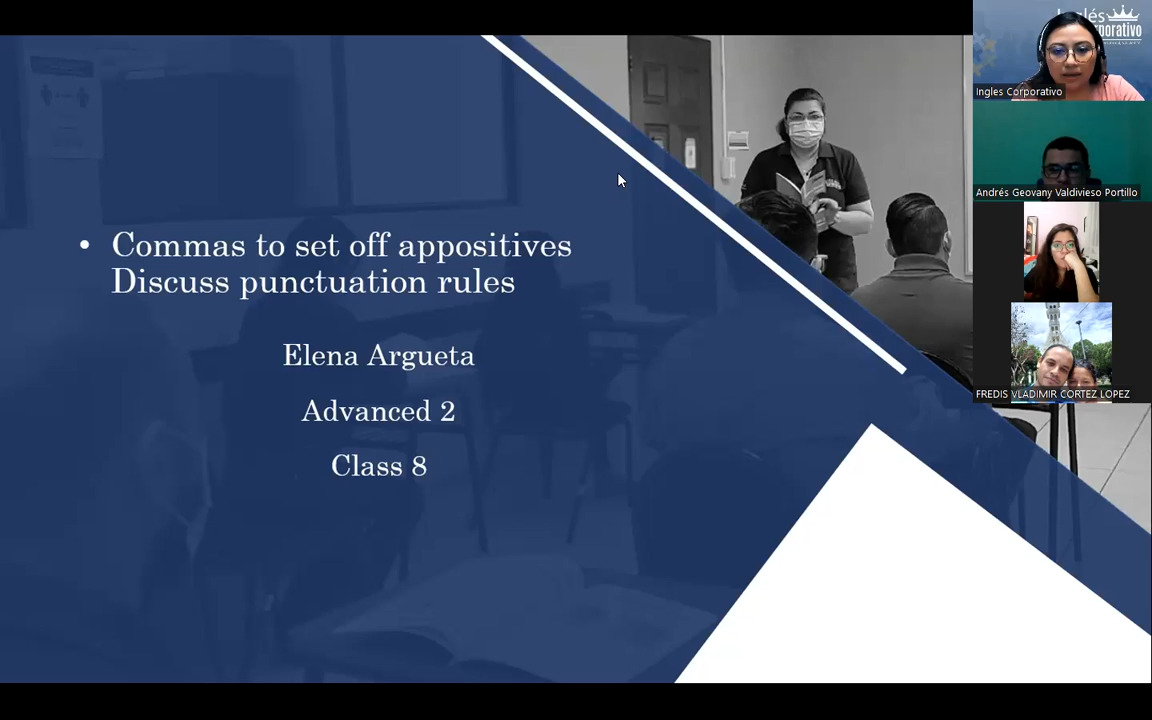 • Commas to set off appositives
Discuss punctuation rules
Elena Argueta
Advanced 2
Class 8
Inglés
Ingles Corporativo
Andrés Geovany Valdivieso Portillo
FREDIS VLADIMIR CORTEZ LOPEZ